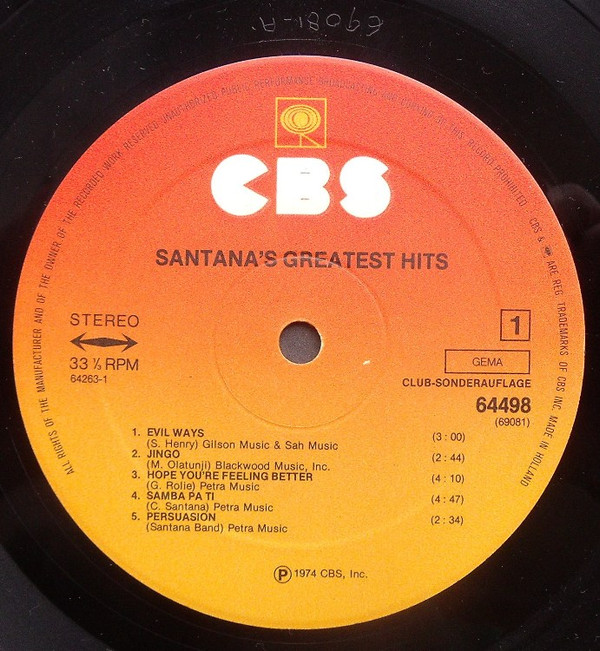 69081-A
ALL RIGHTS OF THE MANUFACTURER AND OF THE OWNER OF THE RECORDED WORK RESERVED UNAUTHORIZED PUBLIC PERFORMANCE BROADCASTING AND COPYING OF THIS RECORD PROHIBITED
CBS & ARE REG. TRADEMARKS OF CBS INC. MADE IN HOLLAND
CBS
SANTANA'S GREATEST HITS
STEREO
33 ⅓ RPM
64263-1
1
GEMA
CLUB-SONDERAUFLAGE
64498
(69081)
1. EVIL WAYS (3 : 00)
(S. Henry) Gilson Music & Sah Music
2. JINGO (2 : 44)
(M. Olatunji) Blackwood Music, Inc.
3. HOPE YOU'RE FEELING BETTER (4 : 10)
(G. Rolie) Petra Music
4. SAMBA PA TI (4 : 47)
(C. Santana) Petra Music
5. PERSUASION (2 : 34)
(Santana Band) Petra Music
Ⓟ 1974 CBS, Inc.